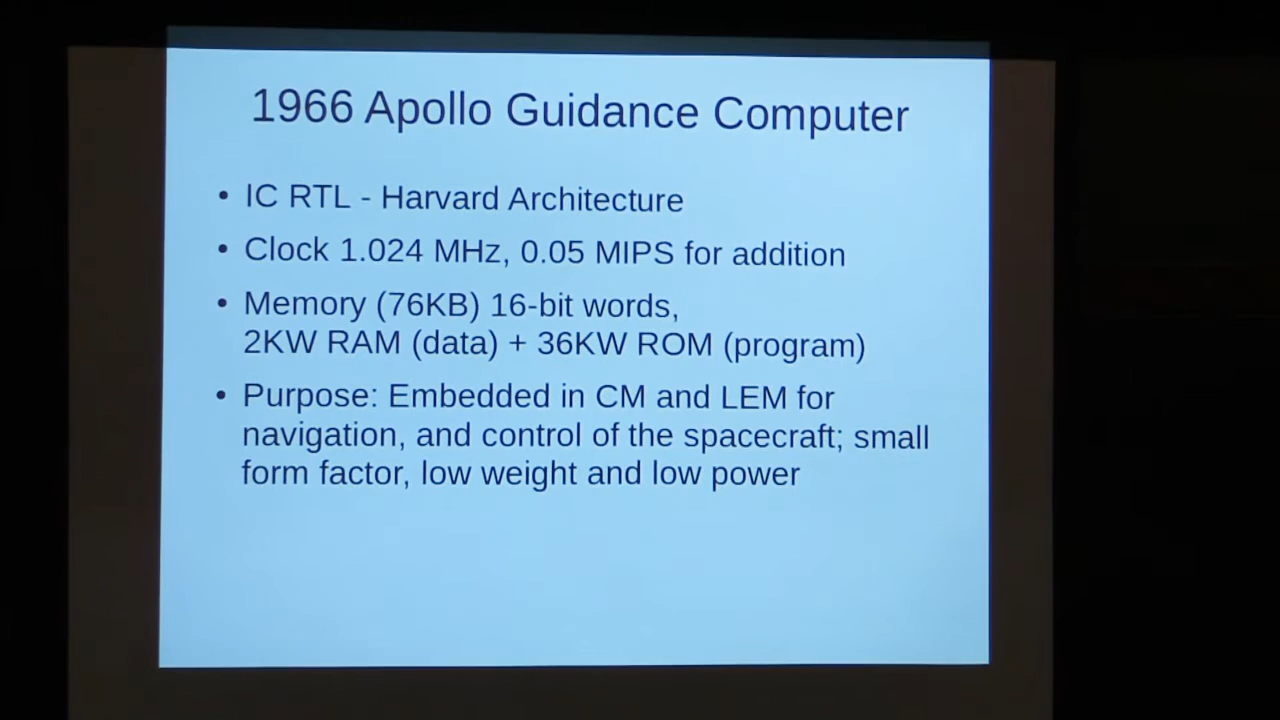 1966 Apollo Guidance Computer
• IC RTL - Harvard Architecture
• Clock 1.024 MHz, 0.05 MIPS for addition
• Memory (76KB) 16-bit words,
2KW RAM (data) + 36KW ROM (program)
• Purpose: Embedded in CM and LEM for
navigation, and control of the spacecraft; small
form factor, low weight and low power